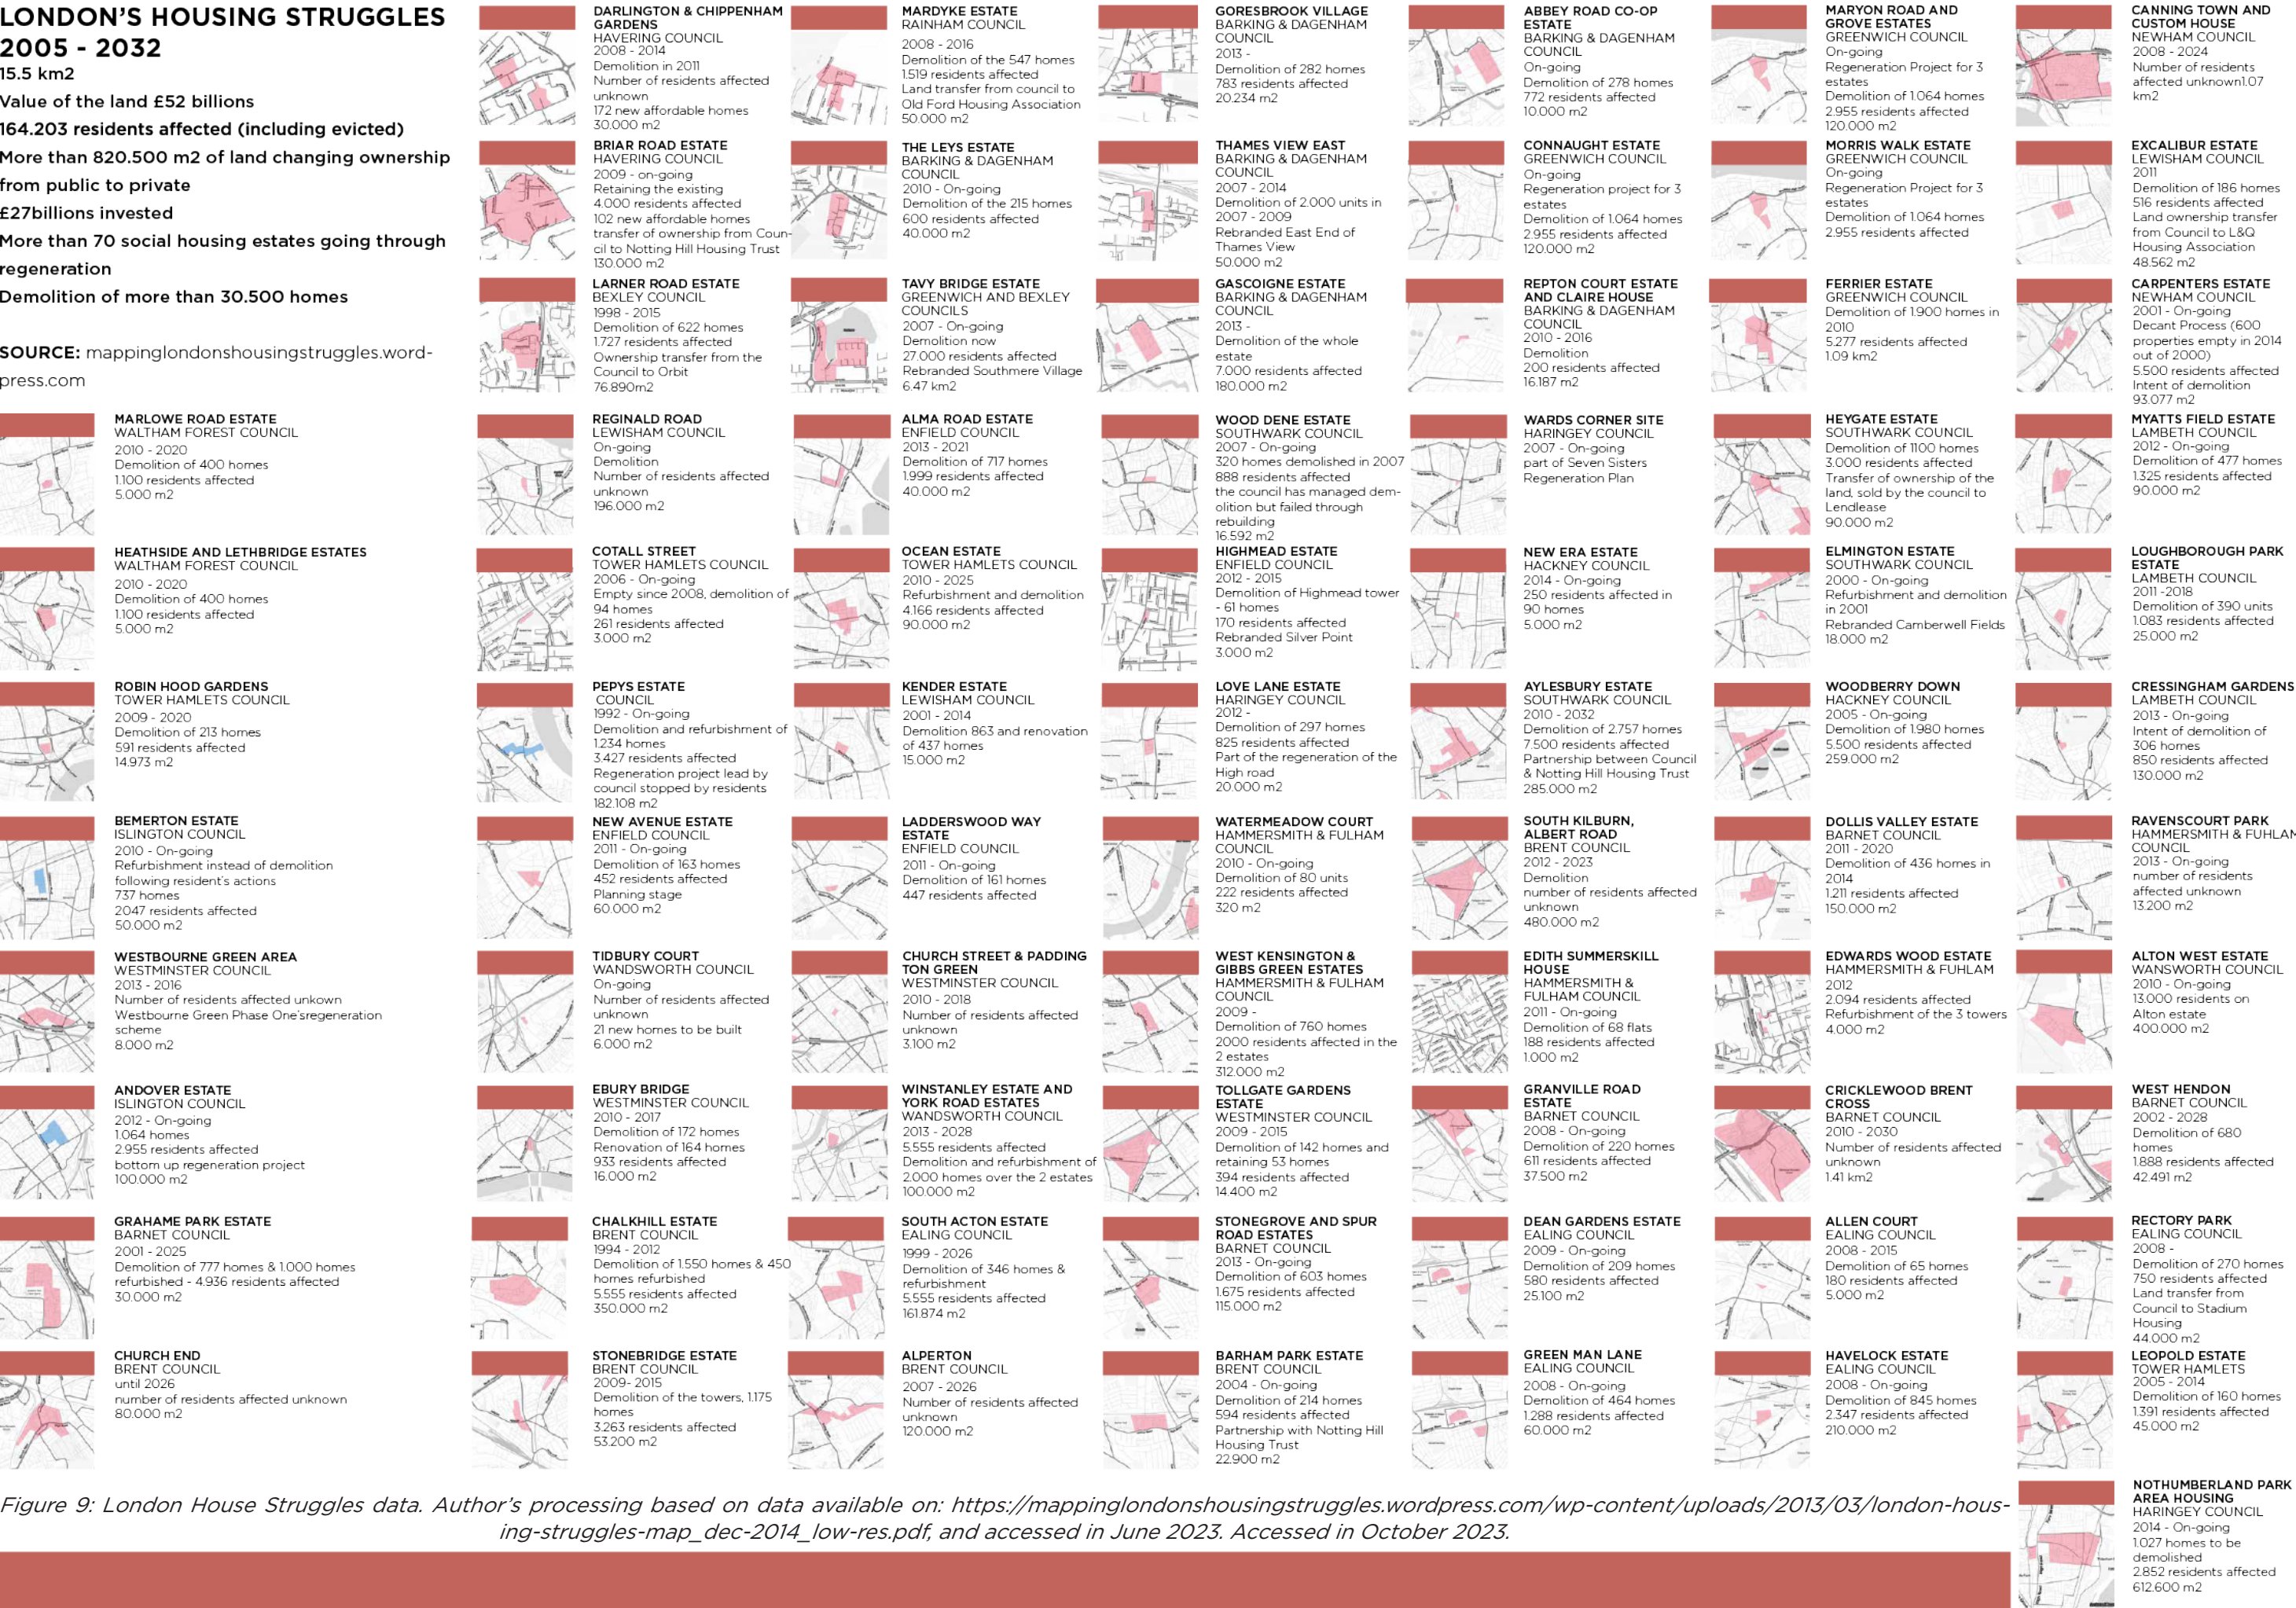 LONDON'S HOUSING STRUGGLES
2005 - 2032
15.5 km2
Value of the land £52 billions
164.203 residents affected (including evicted)
More than 820.500 m2 of land changing ownership
from public to private
£27billions invested
More than 70 social housing estates going through
regeneration
Demolition of more than 30.500 homes
SOURCE: mappinglondonshousingstruggles.word-
press.com
DARLINGTON & CHIPPENHAM
GARDENS
HAVERING COUNCIL
2008 - 2014
Demolition in 2011
Number of residents affected
unknown
172 new affordable homes
30.000 m2
MARDYKE ESTATE
RAINHAM COUNCIL
2008 - 2016
Demolition of the 547 homes
1.519 residents affected
Land transfer from council to
Old Ford Housing Association
50.000 m2
GORESBROOK VILLAGE
BARKING & DAGENHAM
COUNCIL
2013 -
Demolition of 282 homes
783 residents affected
20.234 m2
ABBEY ROAD CO-OP
ESTATE
BARKING & DAGENHAM
COUNCIL
On-going
Demolition of 278 homes
772 residents affected
10.000 m2
MARYON ROAD AND
GROVE ESTATES
GREENWICH COUNCIL
On-going
Regeneration Project for 3
estates
Demolition of 1.064 homes
2.955 residents affected
120.000 m2
CANNING TOWN AND
CUSTOM HOUSE
NEWHAM COUNCIL
2008 - 2024
Number of residents
affected unknown1.07
km2
BRIAR ROAD ESTATE
HAVERING COUNCIL
2009 - on-going
Retaining the existing
4.000 residents affected
102 new affordable homes
transfer of ownership from Coun-
cil to Notting Hill Housing Trust
130.000 m2
THE LEYS ESTATE
BARKING & DAGENHAM
COUNCIL
2010 - On-going
Demolition of the 215 homes
600 residents affected
40.000 m2
THAMES VIEW EAST
BARKING & DAGENHAM
COUNCIL
2007 - 2014
Demolition of 2.000 units in
2007 - 2009
Rebranded East End of
Thames View
50.000 m2
CONNAUGHT ESTATE
GREENWICH COUNCIL
On-going
Regeneration project for 3
estates
Demolition of 1.064 homes
2.955 residents affected
120.000 m2
MORRIS WALK ESTATE
GREENWICH COUNCIL
On-going
Regeneration Project for 3
estates
Demolition of 1.064 homes
2.955 residents affected
EXCALIBUR ESTATE
LEWISHAM COUNCIL
2011
Demolition of 186 homes
516 residents affected
Land ownership transfer
from Council to L&Q
Housing Association
48.562 m2
LARNER ROAD ESTATE
BEXLEY COUNCIL
1998 - 2015
Demolition of 622 homes
1.727 residents affected
Ownership transfer from the
Council to Orbit
76.890m2
TAVY BRIDGE ESTATE
GREENWICH AND BEXLEY
COUNCILS
2007 - On-going
Demolition now
27.000 residents affected
Rebranded Southmere Village
6.47 km2
GASCOIGNE ESTATE
BARKING & DAGENHAM
COUNCIL
2013 -
Demolition of the whole
estate
7.000 residents affected
180.000 m2
REPTON COURT ESTATE
AND CLAIRE HOUSE
BARKING & DAGENHAM
COUNCIL
2010 - 2016
Demolition
200 residents affected
16.187 m2
FERRIER ESTATE
GREENWICH COUNCIL
Demolition of 1.900 homes in
2010
5.277 residents affected
1.09 km2
CARPENTERS ESTATE
NEWHAM COUNCIL
2001 - On-going
Decant Process (600
properties empty in 2014
out of 2000)
5.500 residents affected
Intent of demolition
93.077 m2
MARLOWE ROAD ESTATE
WALTHAM FOREST COUNCIL
2010 - 2020
Demolition of 400 homes
1.100 residents affected
5.000 m2
REGINALD ROAD
LEWISHAM COUNCIL
On-going
Demolition
Number of residents affected
unknown
196.000 m2
ALMA ROAD ESTATE
ENFIELD COUNCIL
2013 - 2021
Demolition of 717 homes
1.999 residents affected
40.000 m2
WOOD DENE ESTATE
SOUTHWARK COUNCIL
2007 - On-going
320 homes demolished in 2007
888 residents affected
the council has managed dem-
olition but failed through
rebuilding
16.592 m2
WARDS CORNER SITE
HARINGEY COUNCIL
2007 - On-going
part of Seven Sisters
Regeneration Plan
HEYGATE ESTATE
SOUTHWARK COUNCIL
Demolition of 1100 homes
3.000 residents affected
Transfer of ownership of the
land, sold by the council to
Lendlease
90.000 m2
MYATTS FIELD ESTATE
LAMBETH COUNCIL
2012 - On-going
Demolition of 477 homes
1.325 residents affected
90.000 m2
HEATHSIDE AND LETHBRIDGE ESTATES
WALTHAM FOREST COUNCIL
2010 - 2020
Demolition of 400 homes
1.100 residents affected
5.000 m2
COTALL STREET
TOWER HAMLETS COUNCIL
2006 - On-going
Empty since 2008, demolition of
94 homes
261 residents affected
3.000 m2
OCEAN ESTATE
TOWER HAMLETS COUNCIL
2010 - 2025
Refurbishment and demolition
4.166 residents affected
90.000 m2
HIGHMEAD ESTATE
ENFIELD COUNCIL
2012 - 2015
Demolition of Highmead tower
- 61 homes
170 residents affected
Rebranded Silver Point
3.000 m2
NEW ERA ESTATE
HACKNEY COUNCIL
2014 - On-going
250 residents affected in
90 homes
5.000 m2
ELMINGTON ESTATE
SOUTHWARK COUNCIL
2000 - On-going
Refurbishment and demolition
in 2001
Rebranded Camberwell Fields
18.000 m2
LOUGHBOROUGH PARK
ESTATE
LAMBETH COUNCIL
2011 -2018
Demolition of 390 units
1.083 residents affected
25.000 m2
ROBIN HOOD GARDENS
TOWER HAMLETS COUNCIL
2009 - 2020
Demolition of 213 homes
591 residents affected
14.973 m2
PEPYS ESTATE
COUNCIL
1992 - On-going
Demolition and refurbishment of
1.234 homes
3.427 residents affected
Regeneration project lead by
council stopped by residents
182.108 m2
KENDER ESTATE
LEWISHAM COUNCIL
2001 - 2014
Demolition 863 and renovation
of 437 homes
15.000 m2
LOVE LANE ESTATE
HARINGEY COUNCIL
2012 -
Demolition of 297 homes
825 residents affected
Part of the regeneration of the
High road
20.000 m2
AYLESBURY ESTATE
SOUTHWARK COUNCIL
2010 - 2032
Demolition of 2.757 homes
7.500 residents affected
Partnership between Council
& Notting Hill Housing Trust
285.000 m2
WOODBERRY DOWN
HACKNEY COUNCIL
2005 - On-going
Demolition of 1.980 homes
5.500 residents affected
259.000 m2
CRESSINGHAM GARDENS
LAMBETH COUNCIL
2013 - On-going
Intent of demolition of
306 homes
850 residents affected
130.000 m2
BEMERTON ESTATE
ISLINGTON COUNCIL
2010 - On-going
Refurbishment instead of demolition
following resident's actions
737 homes
2047 residents affected
50.000 m2
NEW AVENUE ESTATE
ENFIELD COUNCIL
2011 - On-going
Demolition of 163 homes
452 residents affected
Planning stage
60.000 m2
LADDERSWOOD WAY
ESTATE
ENFIELD COUNCIL
2011 - On-going
Demolition of 161 homes
447 residents affected
WATERMEADOW COURT
HAMMERSMITH & FULHAM
COUNCIL
2010 - On-going
Demolition of 80 units
222 residents affected
320 m2
SOUTH KILBURN,
ALBERT ROAD
BRENT COUNCIL
2012 - 2023
Demolition
number of residents affected
unknown
480.000 m2
DOLLIS VALLEY ESTATE
BARNET COUNCIL
2011 - 2020
Demolition of 436 homes in
2014
1.211 residents affected
150.000 m2
RAVENSCOURT PARK
HAMMERSMITH & FUHLAM
COUNCIL
2013 - On-going
number of residents
affected unknown
13.200 m2
WESTBOURNE GREEN AREA
WESTMINSTER COUNCIL
2013 - 2016
Number of residents affected unkown
Westbourne Green Phase One'sregeneration
scheme
8.000 m2
TIDBURY COURT
WANDSWORTH COUNCIL
On-going
Number of residents affected
unknown
21 new homes to be built
6.000 m2
CHURCH STREET & PADDING
TON GREEN
WESTMINSTER COUNCIL
2010 - 2018
Number of residents affected
unknown
3.100 m2
WEST KENSINGTON &
GIBBS GREEN ESTATES
HAMMERSMITH & FULHAM
COUNCIL
2009 -
Demolition of 760 homes
2000 residents affected in the
2 estates
312.000 m2
EDITH SUMMERSKILL
HOUSE
HAMMERSMITH &
FULHAM COUNCIL
2011 - On-going
Demolition of 68 flats
188 residents affected
1.000 m2
EDWARDS WOOD ESTATE
HAMMERSMITH & FUHLAM
2012
2.094 residents affected
Refurbishment of the 3 towers
4.000 m2
ALTON WEST ESTATE
WANSWORTH COUNCIL
2010 - On-going
13.000 residents on
Alton estate
400.000 m2
ANDOVER ESTATE
ISLINGTON COUNCIL
2012 - On-going
1.064 homes
2.955 residents affected
bottom up regeneration project
100.000 m2
EBURY BRIDGE
WESTMINSTER COUNCIL
2010 - 2017
Demolition of 172 homes
Renovation of 164 homes
933 residents affected
16.000 m2
WINSTANLEY ESTATE AND
YORK ROAD ESTATES
WANDSWORTH COUNCIL
2013 - 2028
5.555 residents affected
Demolition and refurbishment of
2.000 homes over the 2 estates
100.000 m2
TOLLGATE GARDENS
ESTATE
WESTMINSTER COUNCIL
2009 - 2015
Demolition of 142 homes and
retaining 53 homes
394 residents affected
14.400 m2
GRANVILLE ROAD
ESTATE
BARNET COUNCIL
2008 - On-going
Demolition of 220 homes
611 residents affected
37.500 m2
CRICKLEWOOD BRENT
CROSS
BARNET COUNCIL
2010 - 2030
Number of residents affected
unknown
1.41 km2
WEST HENDON
BARNET COUNCIL
2002 - 2028
Demolition of 680
homes
1.888 residents affected
42.491 m2
GRAHAME PARK ESTATE
BARNET COUNCIL
2001 - 2025
Demolition of 777 homes & 1.000 homes
refurbished - 4.936 residents affected
30.000 m2
CHALKHILL ESTATE
BRENT COUNCIL
1994 - 2012
Demolition of 1.550 homes & 450
homes refurbished
5.555 residents affected
350.000 m2
SOUTH ACTON ESTATE
EALING COUNCIL
1999 - 2026
Demolition of 346 homes &
refurbishment
5.555 residents affected
161.874 m2
STONEGROVE AND SPUR
ROAD ESTATES
BARNET COUNCIL
2013 - On-going
Demolition of 603 homes
1.675 residents affected
115.000 m2
DEAN GARDENS ESTATE
EALING COUNCIL
2009 - On-going
Demolition of 209 homes
580 residents affected
25.100 m2
ALLEN COURT
EALING COUNCIL
2008 - 2015
Demolition of 65 homes
180 residents affected
5.000 m2
RECTORY PARK
EALING COUNCIL
2008 -
Demolition of 270 homes
750 residents affected
Land transfer from
Council to Stadium
Housing
44.000 m2
CHURCH END
BRENT COUNCIL
until 2026
number of residents affected unknown
80.000 m2
STONEBRIDGE ESTATE
BRENT COUNCIL
2009- 2015
Demolition of the towers, 1.175
homes
3.263 residents affected
53.200 m2
ALPERTON
BRENT COUNCIL
2007 - 2026
Number of residents affected
unknown
120.000 m2
BARHAM PARK ESTATE
BRENT COUNCIL
2004 - On-going
Demolition of 214 homes
594 residents affected
Partnership with Notting Hill
Housing Trust
22.900 m2
GREEN MAN LANE
EALING COUNCIL
2008 - On-going
Demolition of 464 homes
1.288 residents affected
60.000 m2
HAVELOCK ESTATE
EALING COUNCIL
2008 - On-going
Demolition of 845 homes
2.347 residents affected
210.000 m2
LEOPOLD ESTATE
TOWER HAMLETS
2005 - 2014
Demolition of 160 homes
1.391 residents affected
45.000 m2
NOTHUMBERLAND PARK
AREA HOUSING
HARINGEY COUNCIL
2014 - On-going
1.027 homes to be
demolished
2.852 residents affected
612.600 m2
Figure 9: London House Struggles data. Author's processing based on data available on: https://mappinglondonshousingstruggles.wordpress.com/wp-content/uploads/2013/03/london-hous-
ing-struggles-map_dec-2014_low-res.pdf, and accessed in June 2023. Accessed in October 2023.